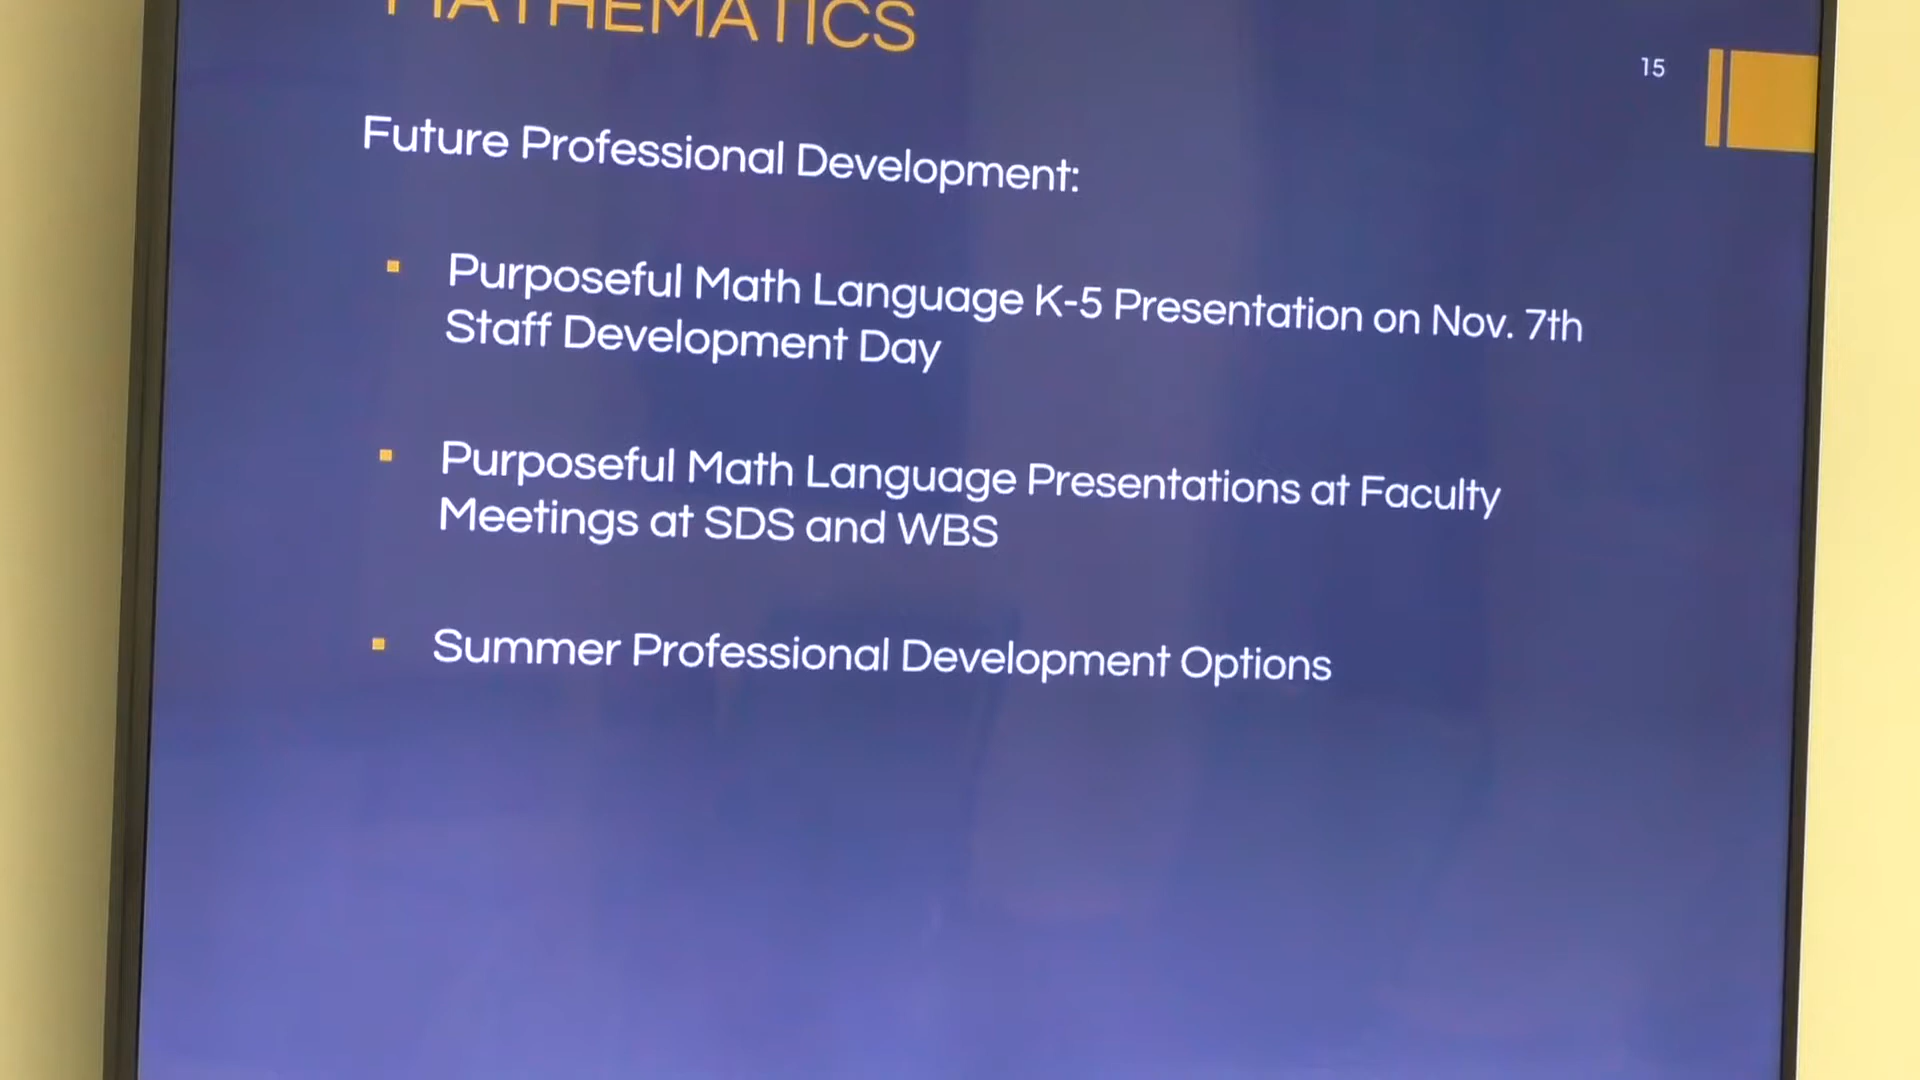 MATHEMATICS
15
Future Professional Development:
Purposeful Math Language K-5 Presentation on Nov. 7th
Staff Development Day
Purposeful Math Language Presentations at Faculty
Meetings at SDS and WBS
Summer Professional Development Options